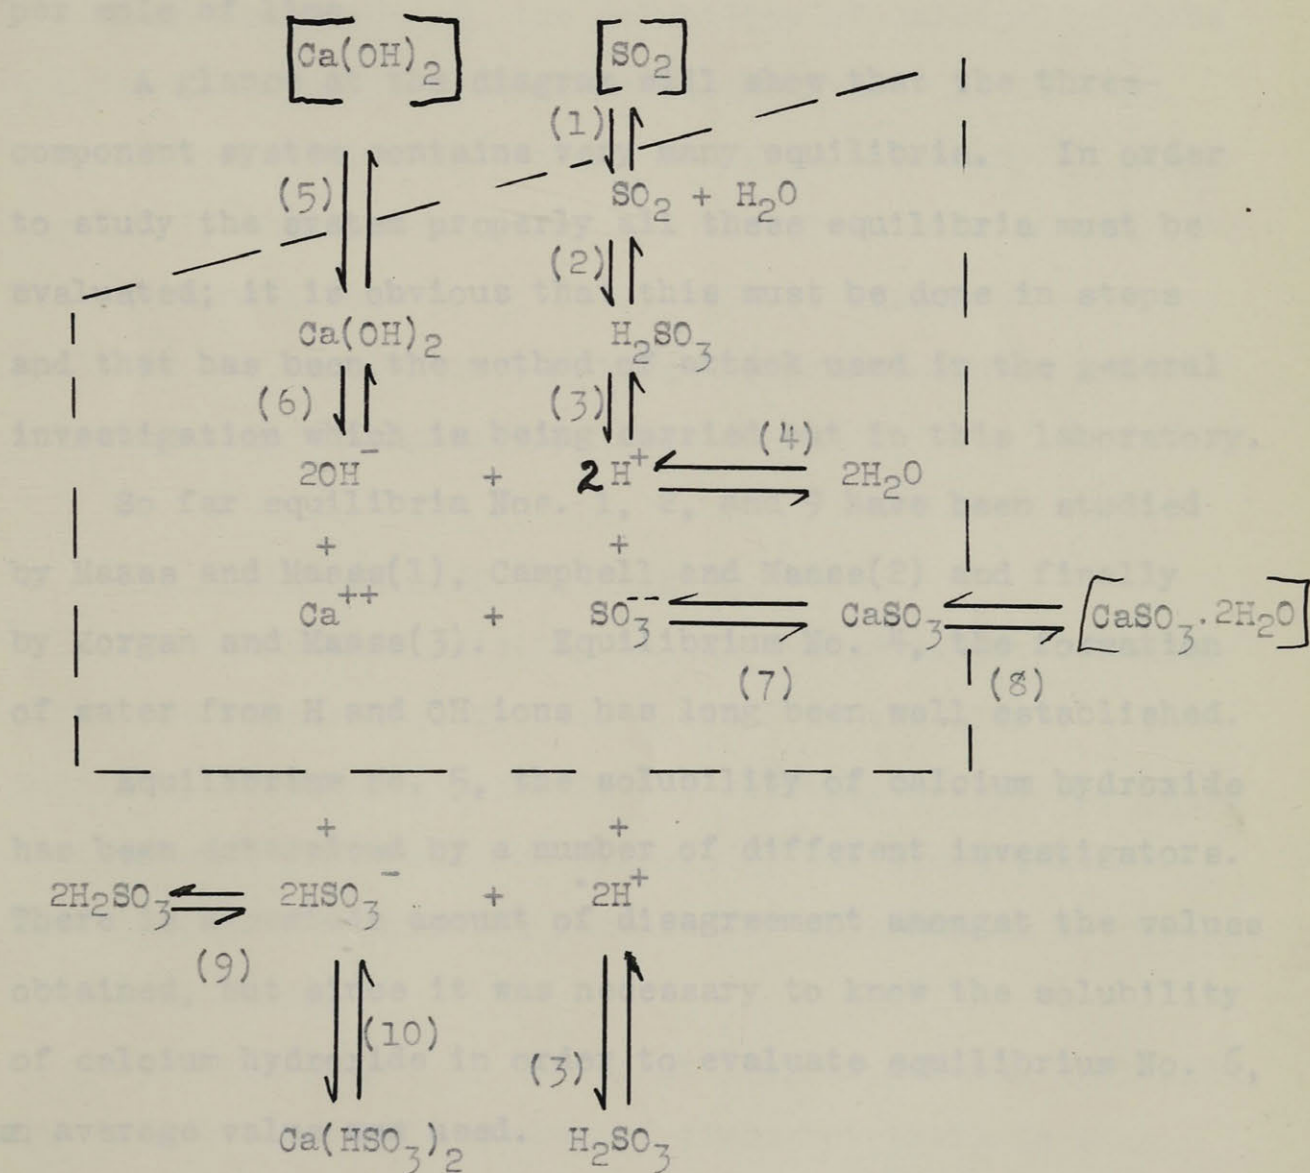 [Ca(OH)2] [SO2]
(1)
(5) SO2 + H2O
(2)
Ca(OH)2 H2SO3
(6) (3) (4)
2OH- + 2H+ 2H2O
+ +
Ca++ + SO3-- CaSO3 [CaSO3.2H2O]
(7) (8)
+ +
2H2SO3 2HSO3- + 2H+
(9)
(10) (3)
Ca(HSO3)2 H2SO3
per mole of lime.
A glance at the diagram will show that the three-
component system contains very many equilibria. In order
to study the system properly all these equilibria must be
evaluated; it is obvious that this must be done in steps
and that has been the method of attack used in the general
investigation which is being carried out in this laboratory.
So far equilibria Nos. 1, 2, and have been studied
by Maass and Maass(1), Campbell and Maass(2) and finally
by Morgan and Maass(3). Equilibrium No. 4, the formation
of water from H and OH ions has long been well established.
Equilibrium No. 5, the solubility of calcium hydroxide
has been determined by a number of different investigators.
There is a amount of disagreement amongst the values
obtained, but since it was necessary to know the solubility
of calcium hydroxide in order to evaluate equilibrium No. 6,
an average value was used.